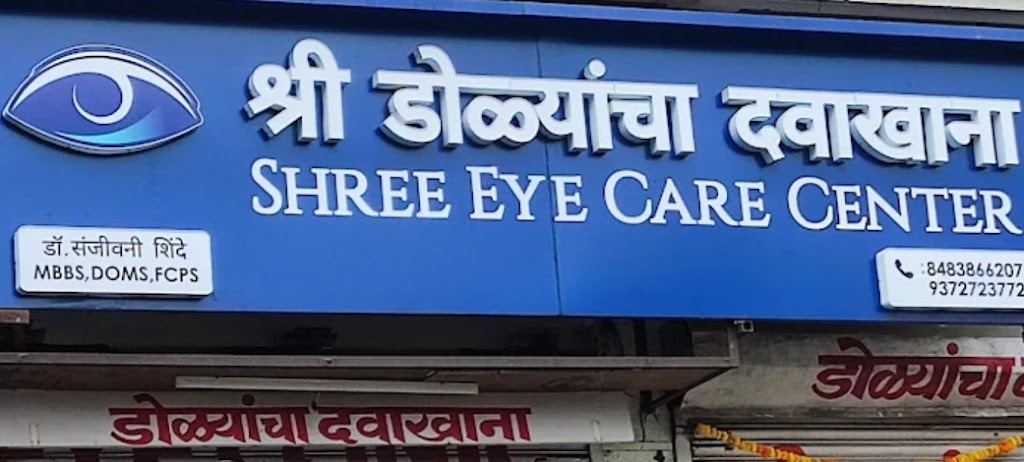 श्री डोळ्यांचा दवाखाना
SHREE EYE CARE CENTER
डॉ. संजीवनी शिंदे
MBBS,DOMS,FCPS
: 8483866207
9372723772
डोळ्यांचा दवाखाना
डोळ्यांचा